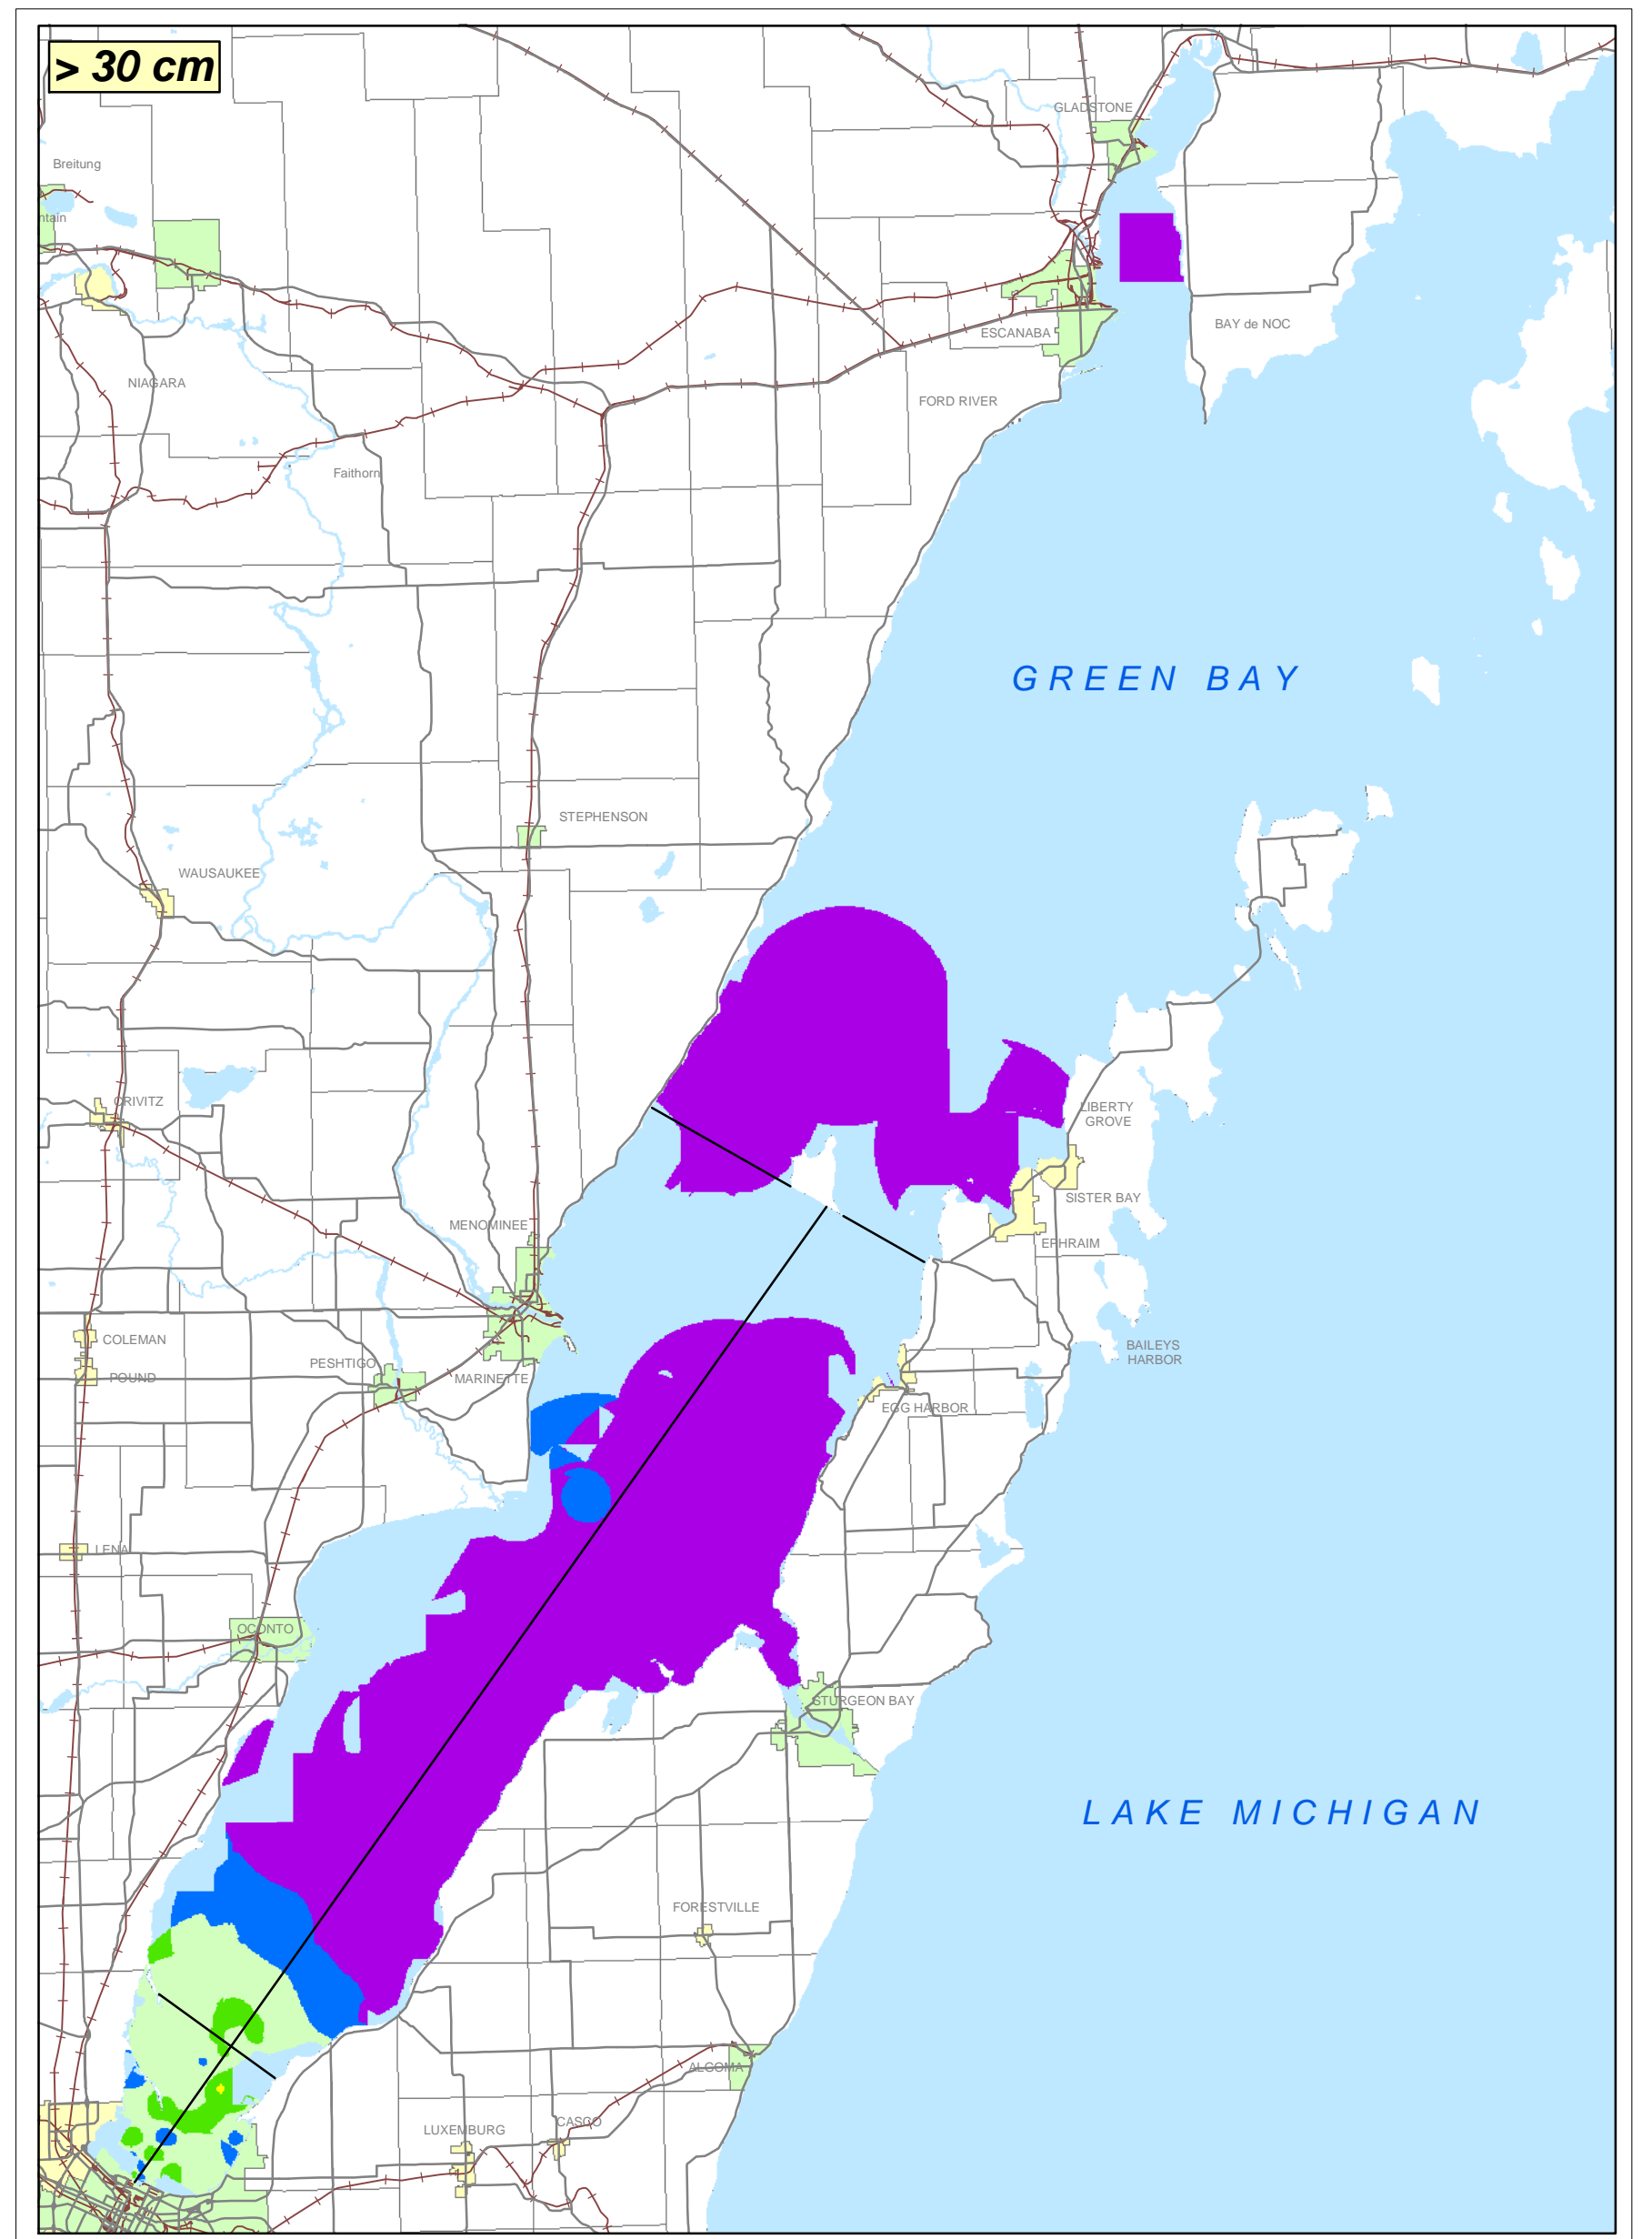 > 30 cm
GLADSTONE
Breitung
ntain
BAY de NOC
ESCANABA
NIAGARA
FORD RIVER
Faithorn
GREEN BAY
STEPHENSON
WAUSAUKEE
CRIVITZ
LIBERTY
GROVE
SISTER BAY
MENOMINEE
EPHRAIM
COLEMAN
BAILEYS
HARBOR
PESHTIGO
POUND
MARINETTE
EGG HARBOR
LENA
OCONTO
STURGEON BAY
LAKE MICHIGAN
FORESTVILLE
ALGOMA
CASCO
LUXEMBURG